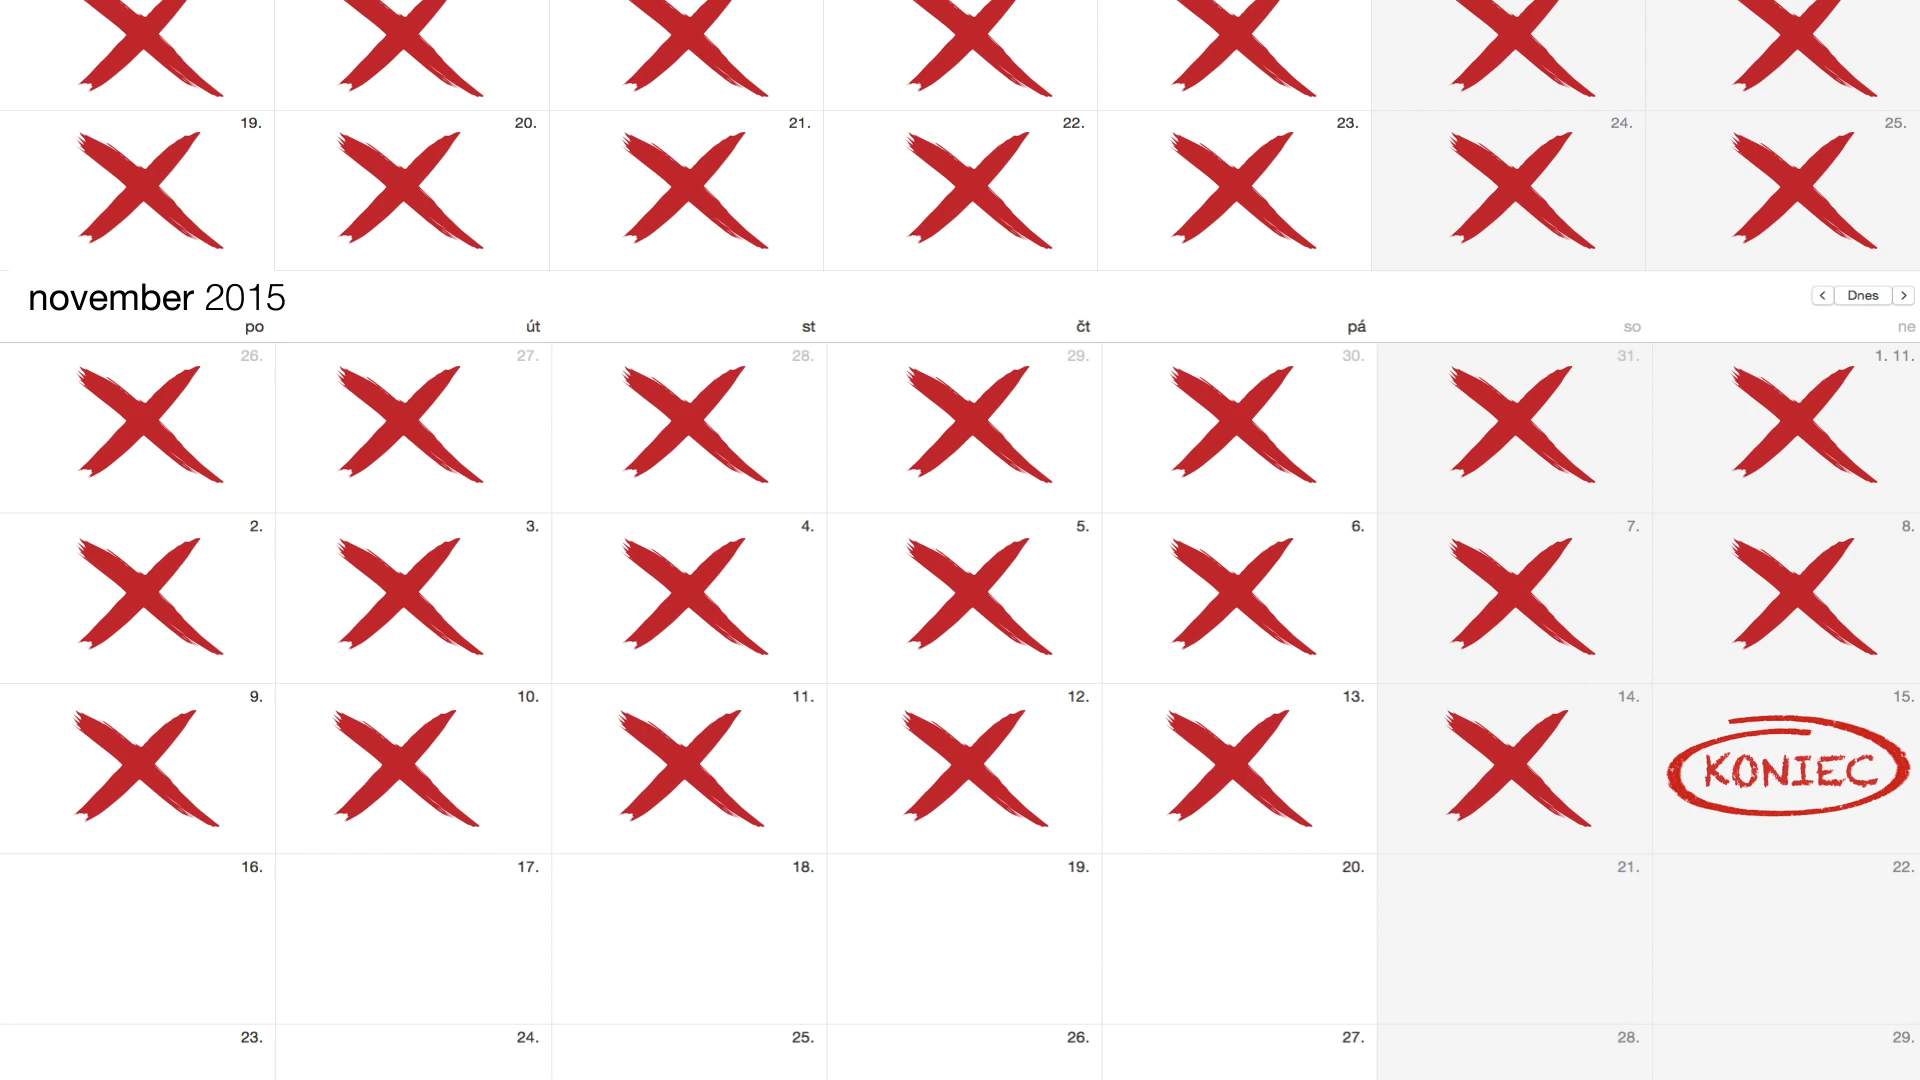 19. 20. 21. 22. 23. 24. 25.
november 2015
< Dnes >
po út st čt pá so ne
26. 27. 28. 29. 30. 31. 1. 11.
2. 3. 4. 5. 6. 7. 8.
9. 10. 11. 12. 13. 14. 15.
KONIEC
16. 17. 18. 19. 20. 21. 22.
23. 24. 25. 26. 27. 28. 29.